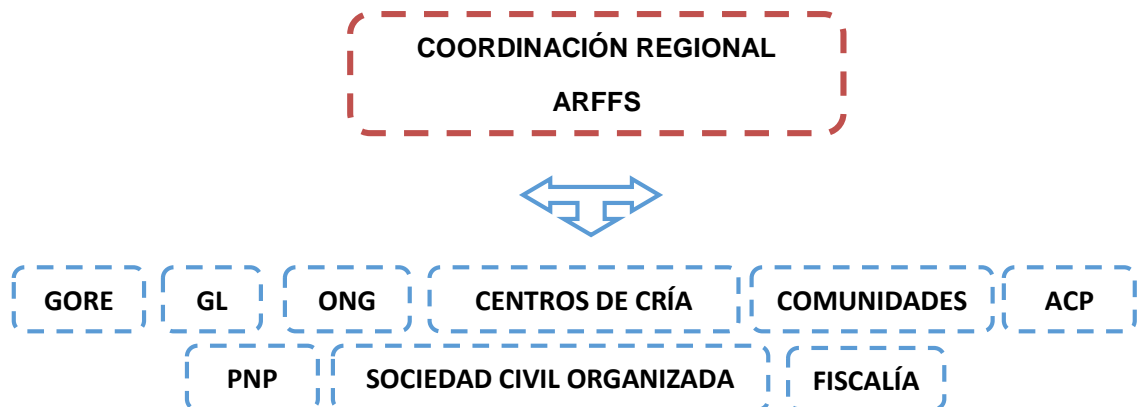 COORDINACIÓN REGIONAL
ARFFS
GORE GL ONG CENTROS DE CRÍA COMUNIDADES ACP
PNP SOCIEDAD CIVIL ORGANIZADA FISCALÍA